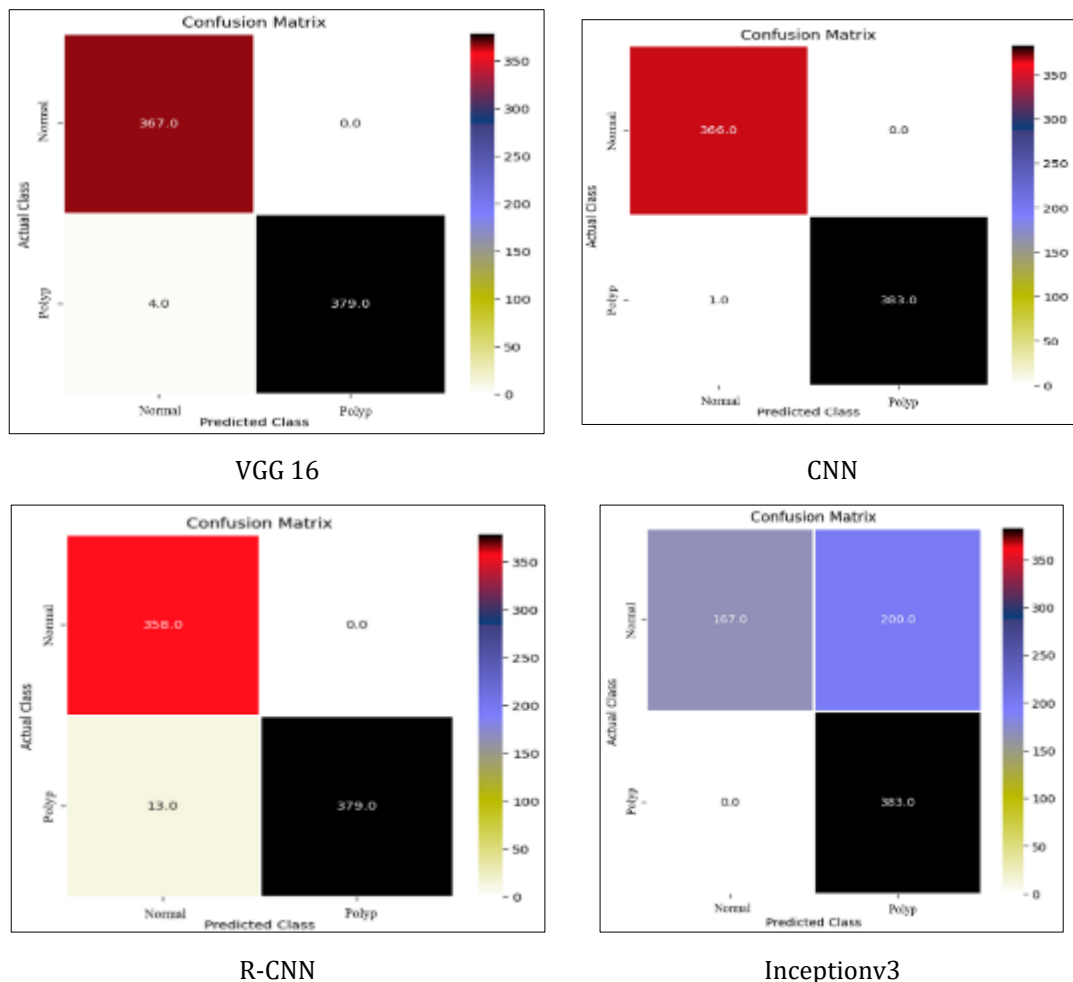 Confusion Matrix
Normal
367.0
0.0
Actual Class
Polyp
4.0
379.0
Normal
Polyp
Predicted Class
350
300
250
200
150
100
50
0
VGG 16
Confusion Matrix
Normal
366.0
0.0
Actual Class
Polyp
1.0
383.0
Normal
Polyp
Predicted Class
350
300
250
200
150
100
50
0
CNN
Confusion Matrix
Normal
358.0
0.0
Actual Class
Polyp
13.0
379.0
Normal
Polyp
Predicted Class
350
300
250
200
150
100
50
0
R-CNN
Confusion Matrix
Normal
167.0
200.0
Actual Class
Polyp
0.0
383.0
Normal
Polyp
Predicted Class
350
300
250
200
150
100
50
0
Inceptionv3